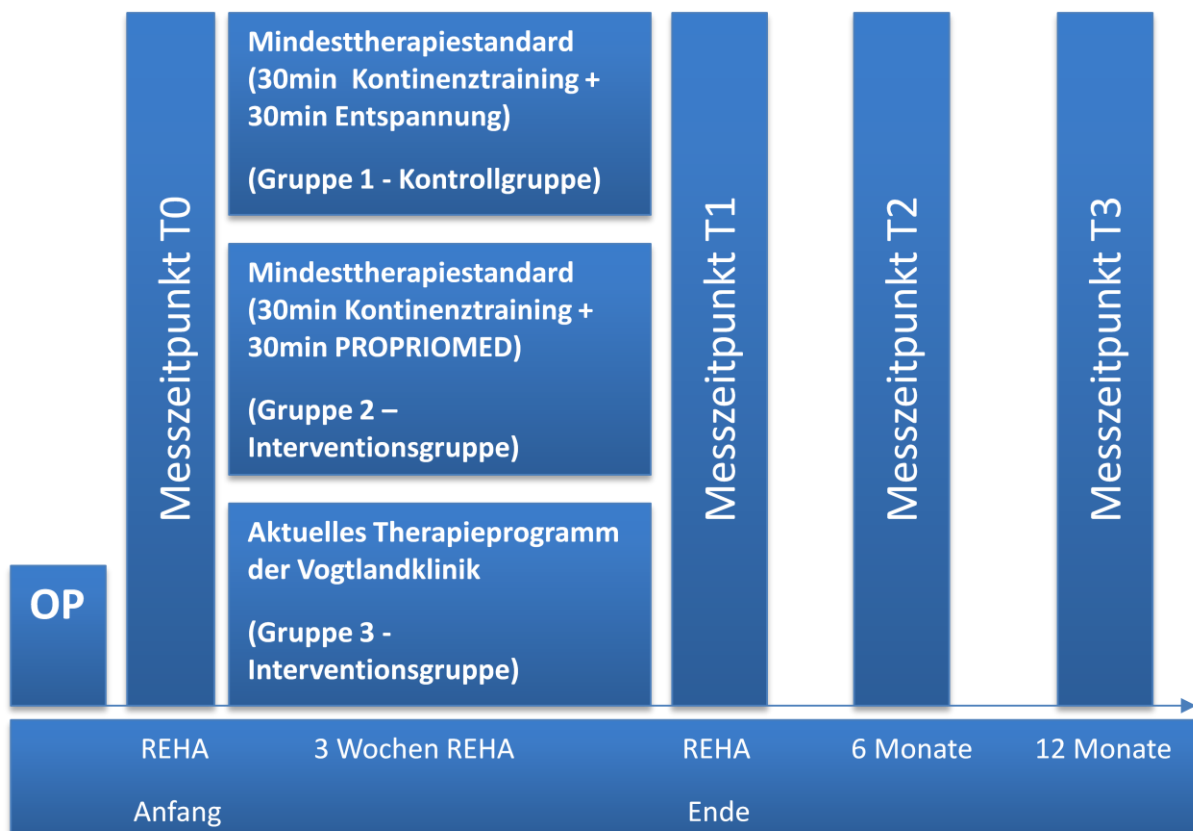 OP
Messzeitpunkt T0
Mindesttherapiestandard
(30min Kontinenztraining +
30min Entspannung)
(Gruppe 1 - Kontrollgruppe)
Mindesttherapiestandard
(30min Kontinenztraining +
30min PROPRIOMED)
(Gruppe 2 –
Interventionsgruppe)
Aktuelles Therapieprogramm
der Vogtlandklinik
(Gruppe 3 -
Interventionsgruppe)
Messzeitpunkt T1
Messzeitpunkt T2
Messzeitpunkt T3
REHA
Anfang
3 Wochen REHA
REHA
Ende
6 Monate
12 Monate